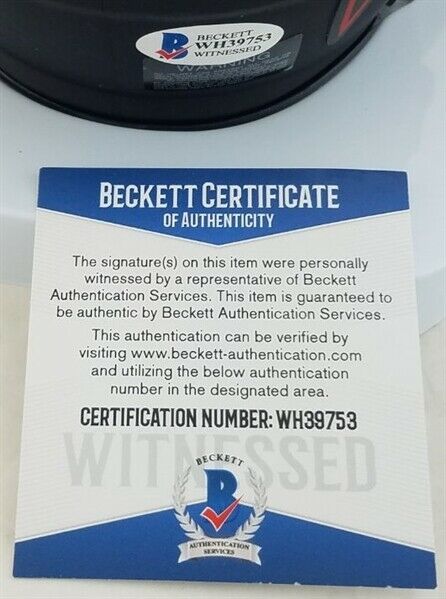 BECKETT
B
WH39753
WITNESSED
WARNING
BECKETT CERTIFICATE
OF AUTHENTICITY
The signature(s) on this item were personally
witnessed by a representative of Beckett
Authentication Services. This item is guaranteed to
be authentic by Beckett Authentication Services.
This authentication can be verified by
visiting www.beckett-authentication.com
and utilizing the below authentication
number in the designated area.
CERTIFICATION NUMBER: WH39753
WITNESSED
BECKETT
B
AUTHENTICATION
SERVICES